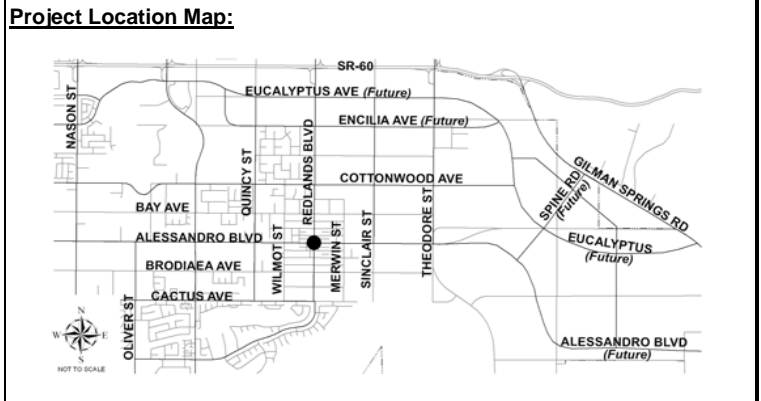 Project Location Map:
SR-60
EUCALYPTUS AVE (Future)
NASON ST
ENCILIA AVE (Future)
REDLANDS BLVD
QUINCY ST
GILMAN SPRINGS RD
COTTONWOOD AVE
SPINE RD
(Future)
BAY AVE
THEODORE ST
SINCLAIR ST
MERWIN ST
WILMOT ST
ALESSANDRO BLVD
EUCALYPTUS
(Future)
BRODIAEA AVE
CACTUS AVE
OLIVER ST
N
W
E
S
NOT TO SCALE
ALESSANDRO BLVD
(Future)